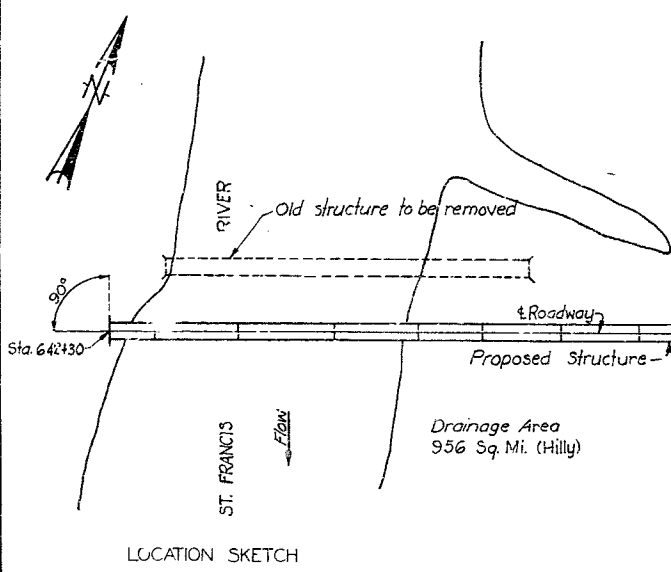 N
RIVER
Old structure to be removed
90°
℄ Roadway
Sta. 642+30
Proposed Structure
ST. FRANCIS
Flow
Drainage Area
956 Sq. Mi. (Hilly)
LOCATION SKETCH